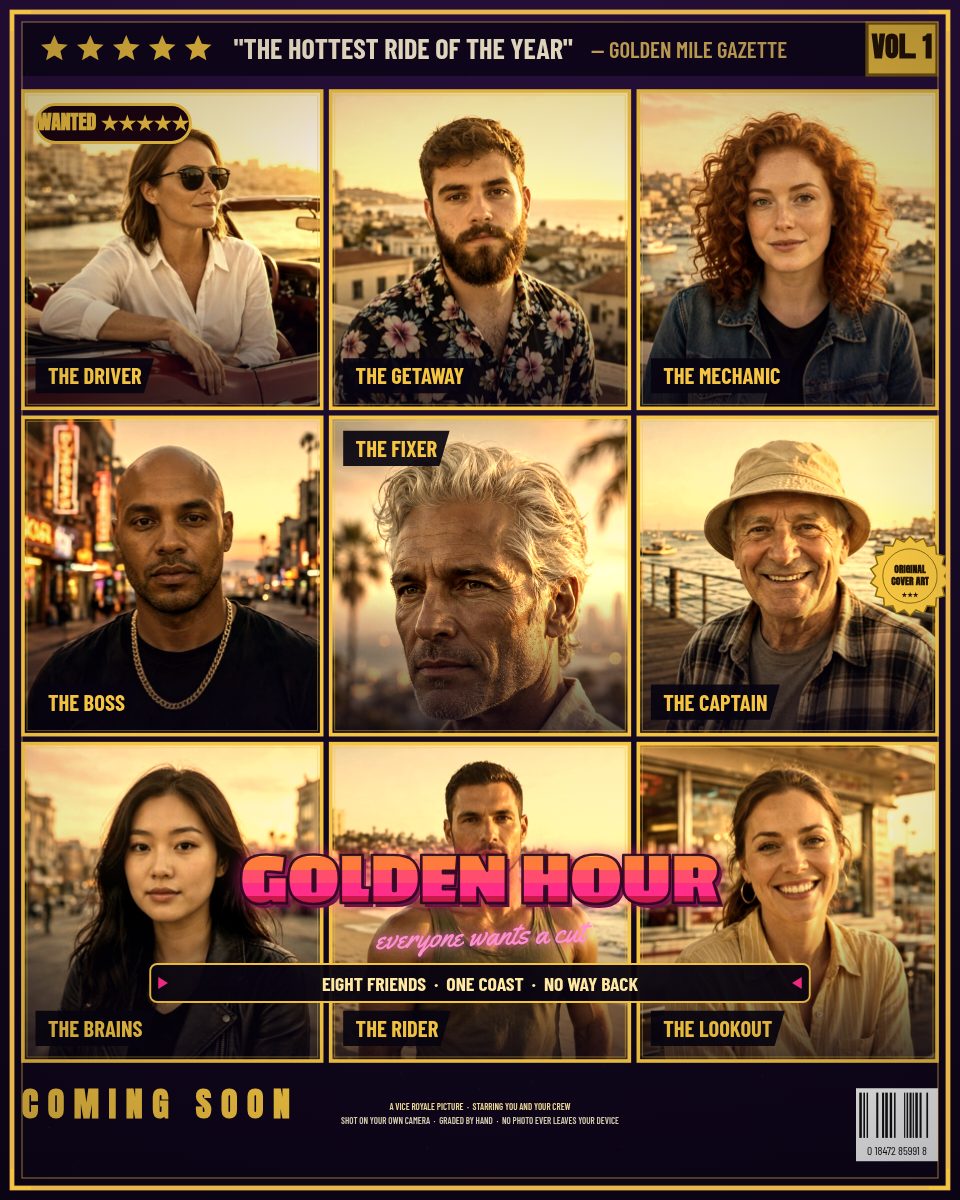 ★★★★★ "THE HOTTEST RIDE OF THE YEAR" – GOLDEN MILE GAZETTE
VOL. 1
WANTED ★★★★★
THE DRIVER
THE GETAWAY
THE MECHANIC
THE BOSS
THE FIXER
ORIGINAL
COVER ART
★★★
THE CAPTAIN
GOLDEN HOUR
everyone wants a cut
EIGHT FRIENDS · ONE COAST · NO WAY BACK
THE BRAINS
THE RIDER
THE LOOKOUT
COMING SOON
A VICE ROYALE PICTURE · STARRING YOU AND YOUR CREW
SHOT ON YOUR OWN CAMERA · GRADED BY HAND · NO PHOTO EVER LEAVES YOUR DEVICE
0 18472 85991 8